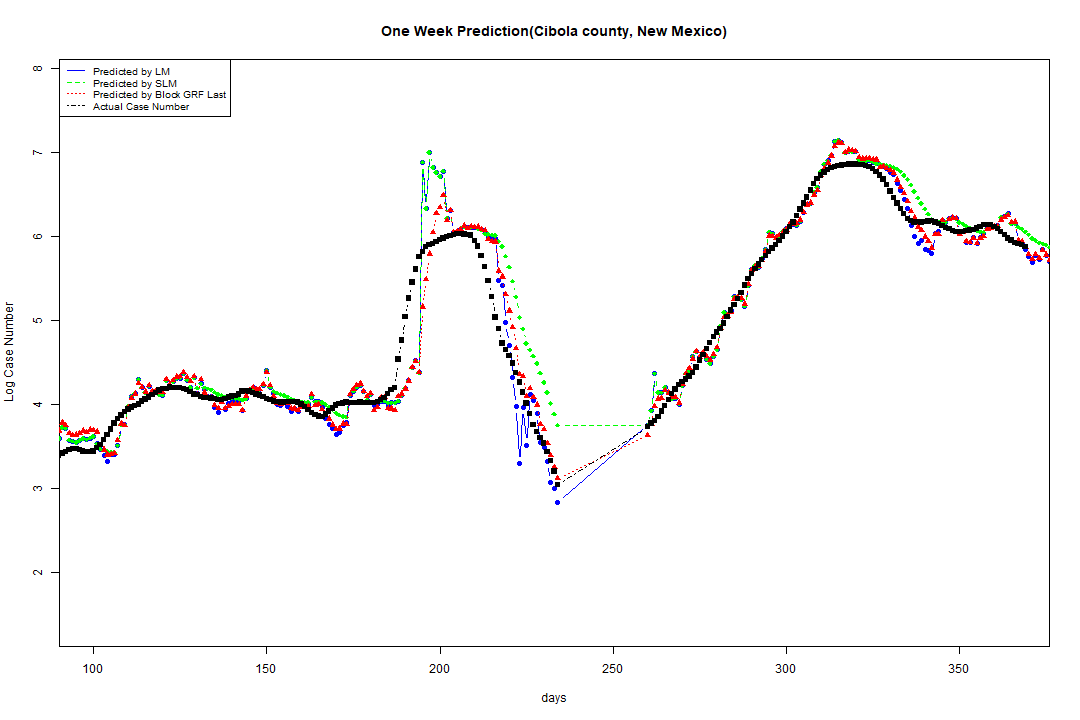 One Week Prediction(Cibola county, New Mexico)
Predicted by LM
Predicted by SLM
Predicted by Block GRF Last
Actual Case Number
Log Case Number
8
7
6
5
4
3
2
100 150 200 250 300 350
days